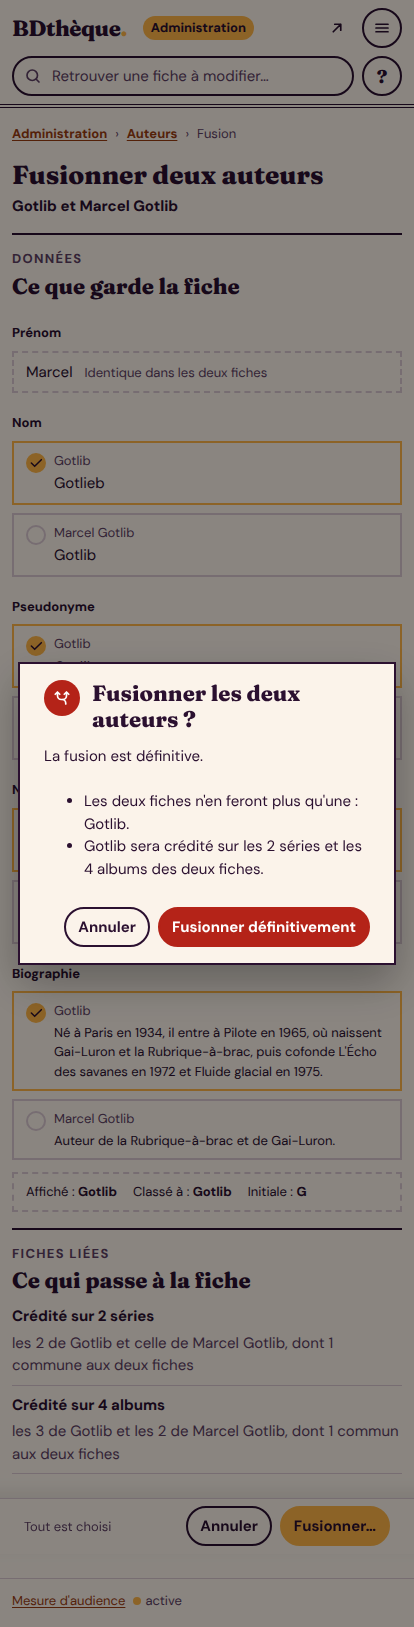 BDthèque. Administration
Retrouver une fiche à modifier… ?
Administration › Auteurs › Fusion
Fusionner deux auteurs
Gotlib et Marcel Gotlib
DONNÉES
Ce que garde la fiche
Prénom
Marcel Identique dans les deux fiches
Nom
Gotlib
Gotlieb
Marcel Gotlib
Gotlib
Pseudonyme
Gotlib
Fusionner les deux
auteurs ?
La fusion est définitive.
Les deux fiches n'en feront plus qu'une :
Gotlib.
Gotlib sera crédité sur les 2 séries et les
4 albums des deux fiches.
Annuler Fusionner définitivement
Biographie
Gotlib
Né à Paris en 1934, il entre à Pilote en 1965, où naissent
Gai-Luron et la Rubrique-à-brac, puis cofonde L'Écho
des savanes en 1972 et Fluide glacial en 1975.
Marcel Gotlib
Auteur de la Rubrique-à-brac et de Gai-Luron.
Affiché : Gotlib Classé à : Gotlib Initiale : G
FICHES LIÉES
Ce qui passe à la fiche
Crédité sur 2 séries
les 2 de Gotlib et celle de Marcel Gotlib, dont 1
commune aux deux fiches
Crédité sur 4 albums
les 3 de Gotlib et les 2 de Marcel Gotlib, dont 1 commun
aux deux fiches
Tout est choisi Annuler Fusionner…
Mesure d'audience active